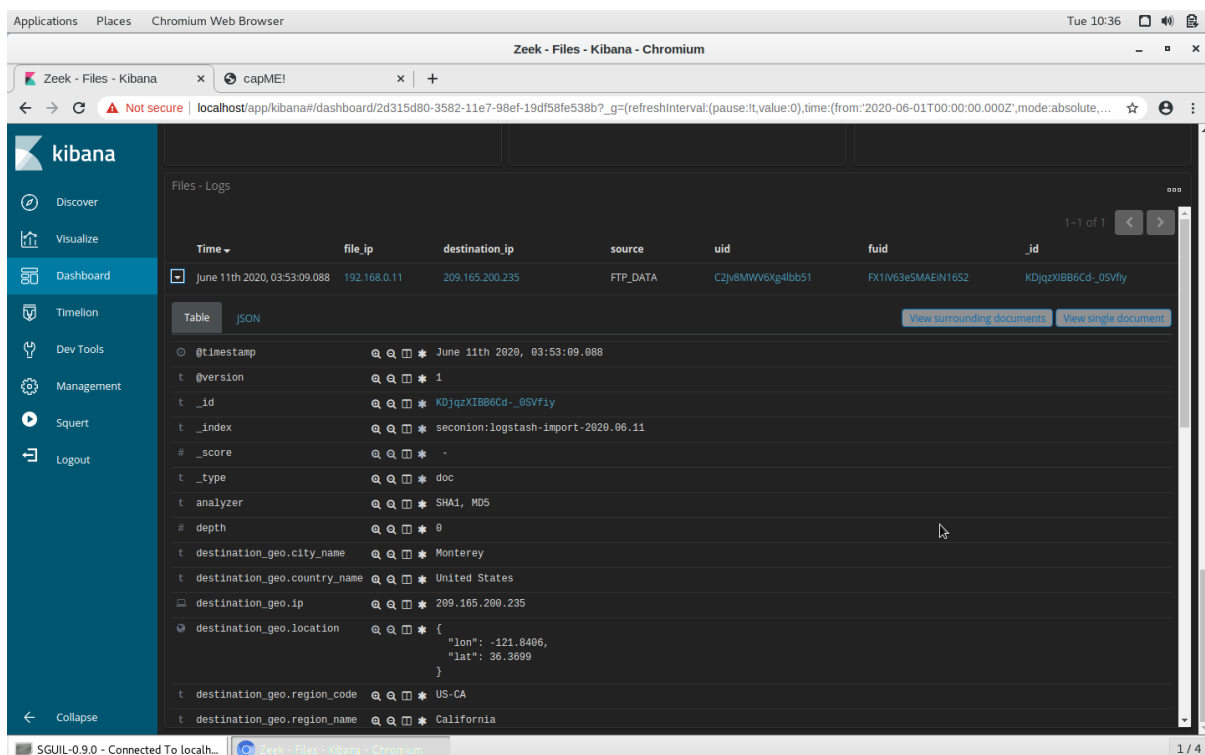 Applications Places Chromium Web Browser Tue 10:36
Zeek - Files - Kibana - Chromium
Zeek - Files - Kibana × capME! × +
Not secure | localhost/app/kibana#/dashboard/2d315d80-3582-11e7-98ef-19df58fe538b?_g=(refreshInterval:(pause:!t,value:0),time:(from:'2020-06-01T00:00:00.000Z',mode:absolute,...
kibana
Discover
Visualize
Dashboard
Timelion
Dev Tools
Management
Squert
Logout
Collapse
Files - Logs
1–1 of 1
Time file_ip destination_ip source uid fuid _id
June 11th 2020, 03:53:09.088 192.168.0.11 209.165.200.235 FTP_DATA C2Jv8MWV6Xg4lbb51 FX1iV63eSMAEiN16S2 KDjqzXIBB6Cd-_0SVfiy
Table JSON View surrounding documents View single document
@timestamp June 11th 2020, 03:53:09.088
t @version 1
t _id KDjqzXIBB6Cd-_0SVfiy
t _index seconion:logstash-import-2020.06.11
# _score -
t _type doc
t analyzer SHA1, MD5
# depth 0
t destination_geo.city_name Monterey
t destination_geo.country_name United States
destination_geo.ip 209.165.200.235
destination_geo.location {
"lon": -121.8406,
"lat": 36.3699
}
t destination_geo.region_code US-CA
t destination_geo.region_name California
SGUIL-0.9.0 - Connected To localh... Zeek - Files - Kibana - Chromium 1 / 4